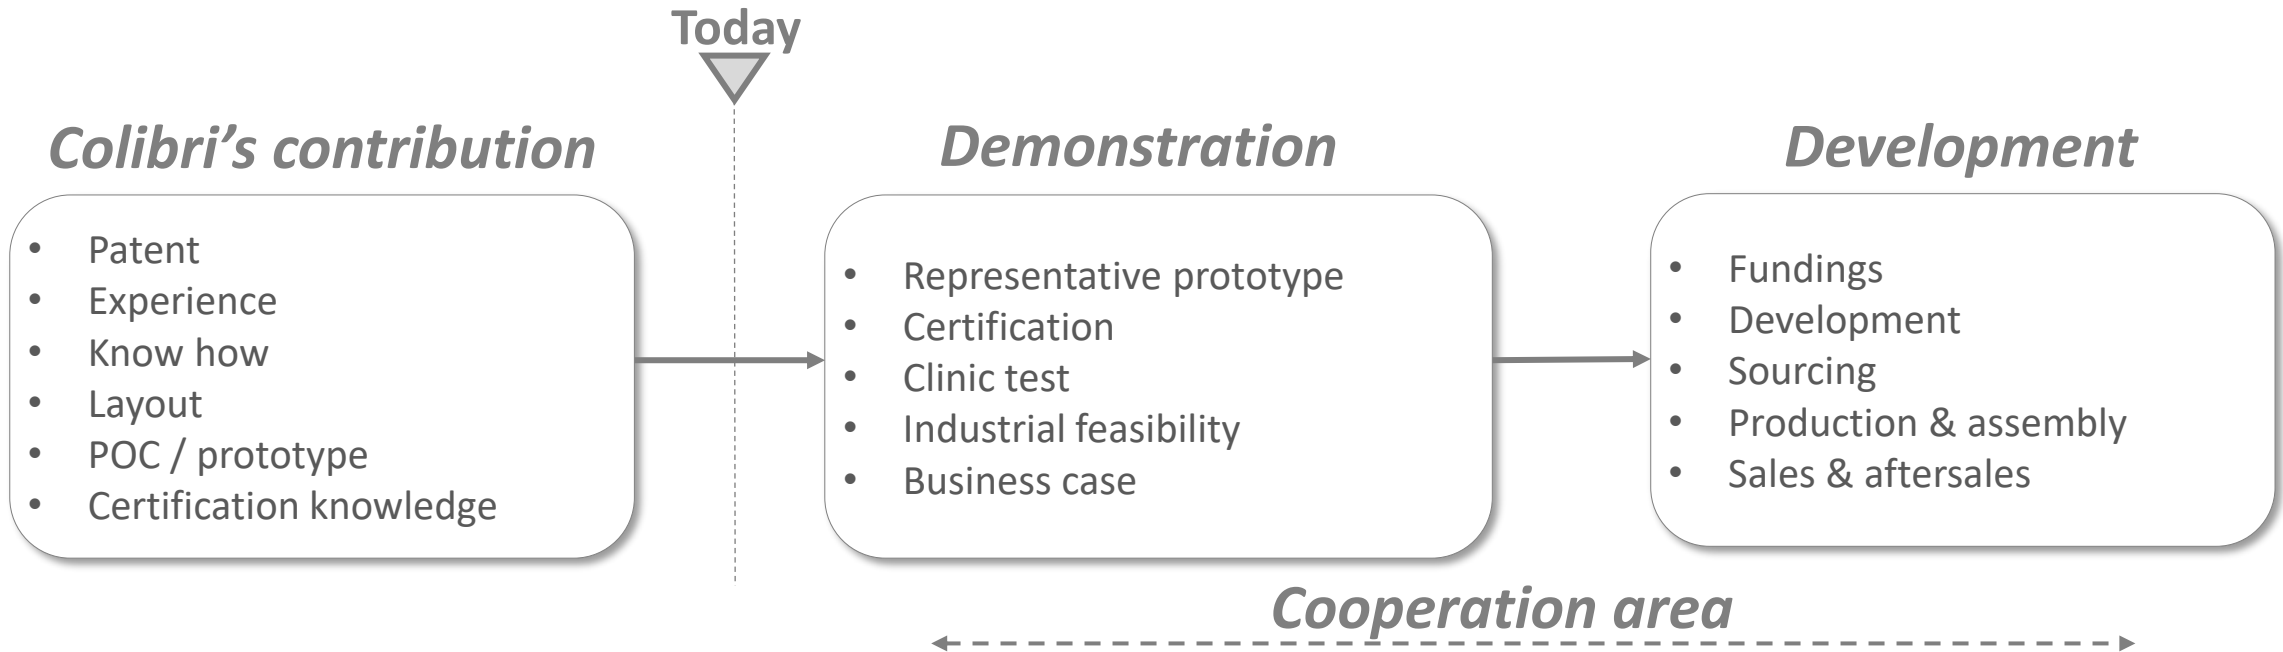 Today
Colibri’s contribution
• Patent
• Experience
• Know how
• Layout
• POC / prototype
• Certification knowledge
Demonstration
• Representative prototype
• Certification
• Clinic test
• Industrial feasibility
• Business case
Development
• Fundings
• Development
• Sourcing
• Production & assembly
• Sales & aftersales
Cooperation area